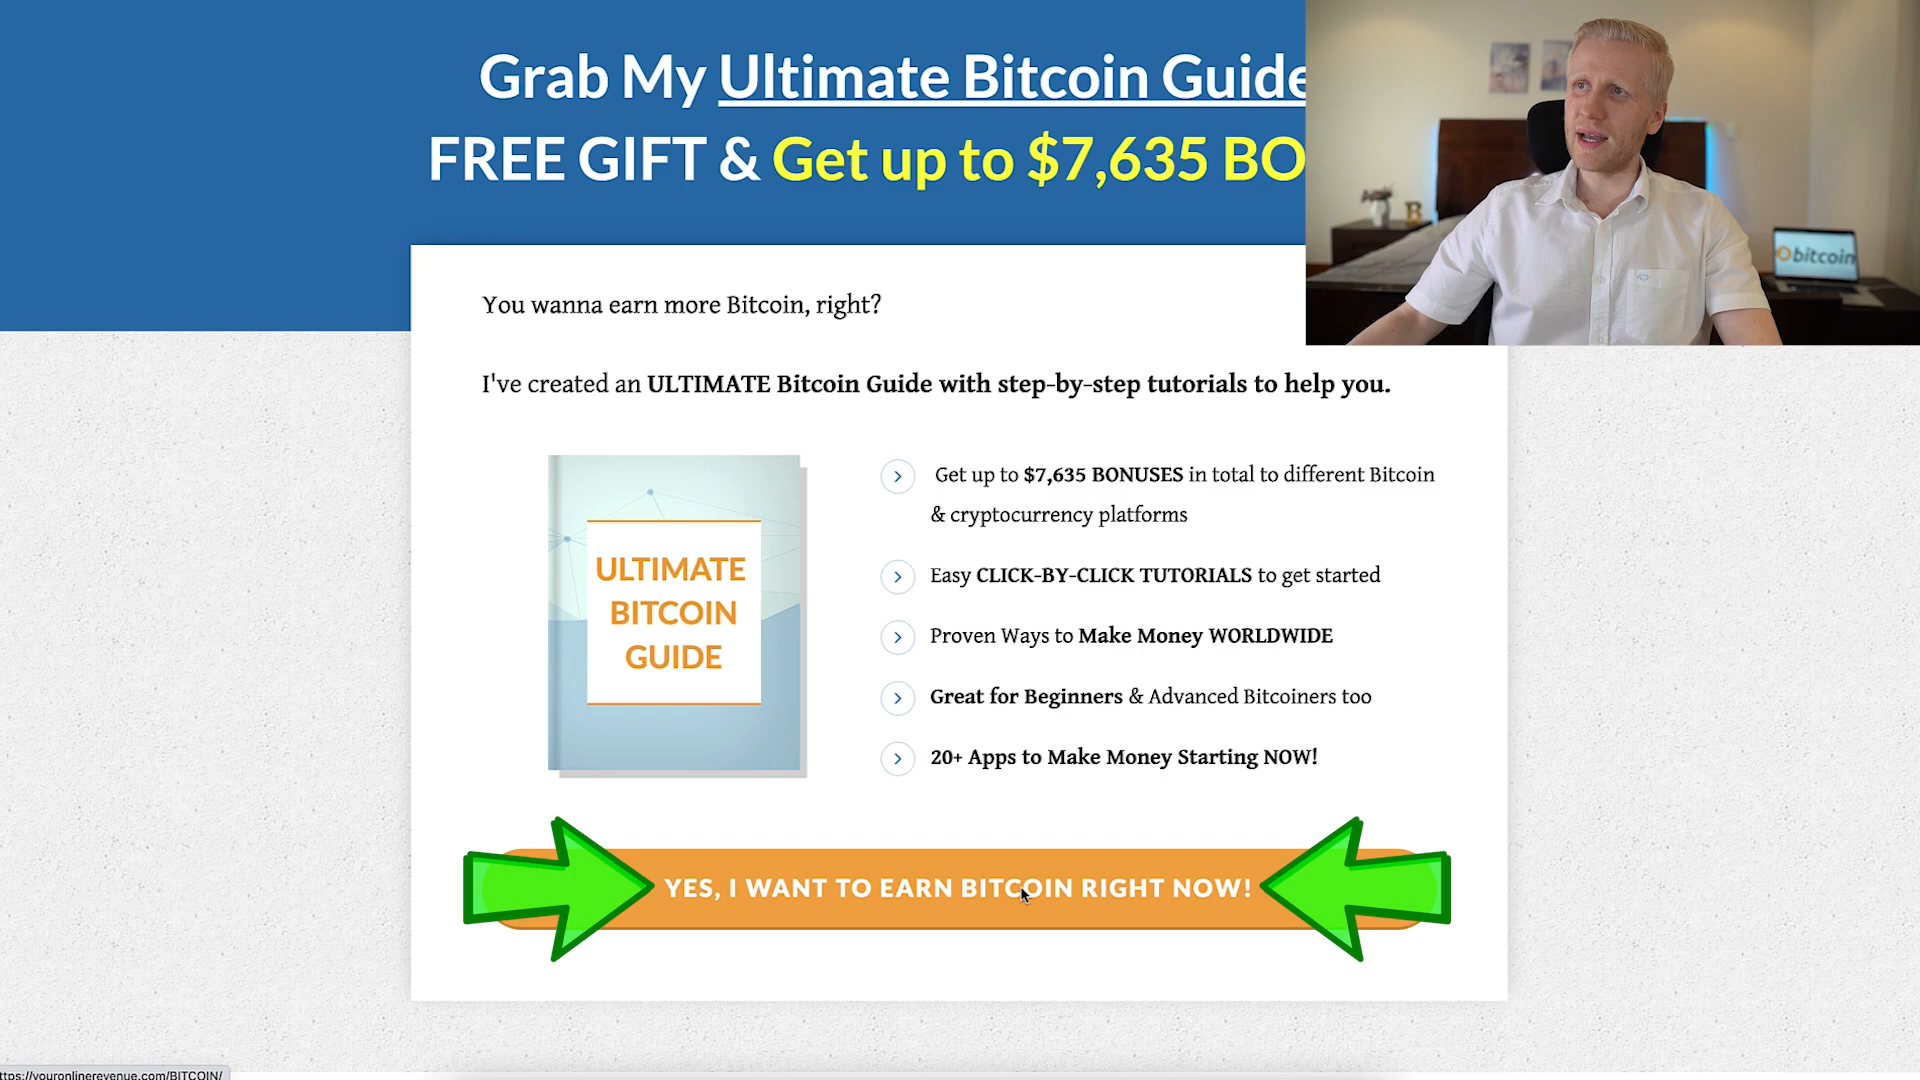 Grab My Ultimate Bitcoin Guide
FREE GIFT & Get up to $7,635 BO
B
bitcoin
You wanna earn more Bitcoin, right?
I've created an ULTIMATE Bitcoin Guide with step-by-step tutorials to help you.
ULTIMATE
BITCOIN
GUIDE
Get up to $7,635 BONUSES in total to different Bitcoin
& cryptocurrency platforms
Easy CLICK-BY-CLICK TUTORIALS to get started
Proven Ways to Make Money WORLDWIDE
Great for Beginners & Advanced Bitcoiners too
20+ Apps to Make Money Starting NOW!
YES, I WANT TO EARN BITCOIN RIGHT NOW!
ttps://youronlinerevenue.com/BITCOIN/